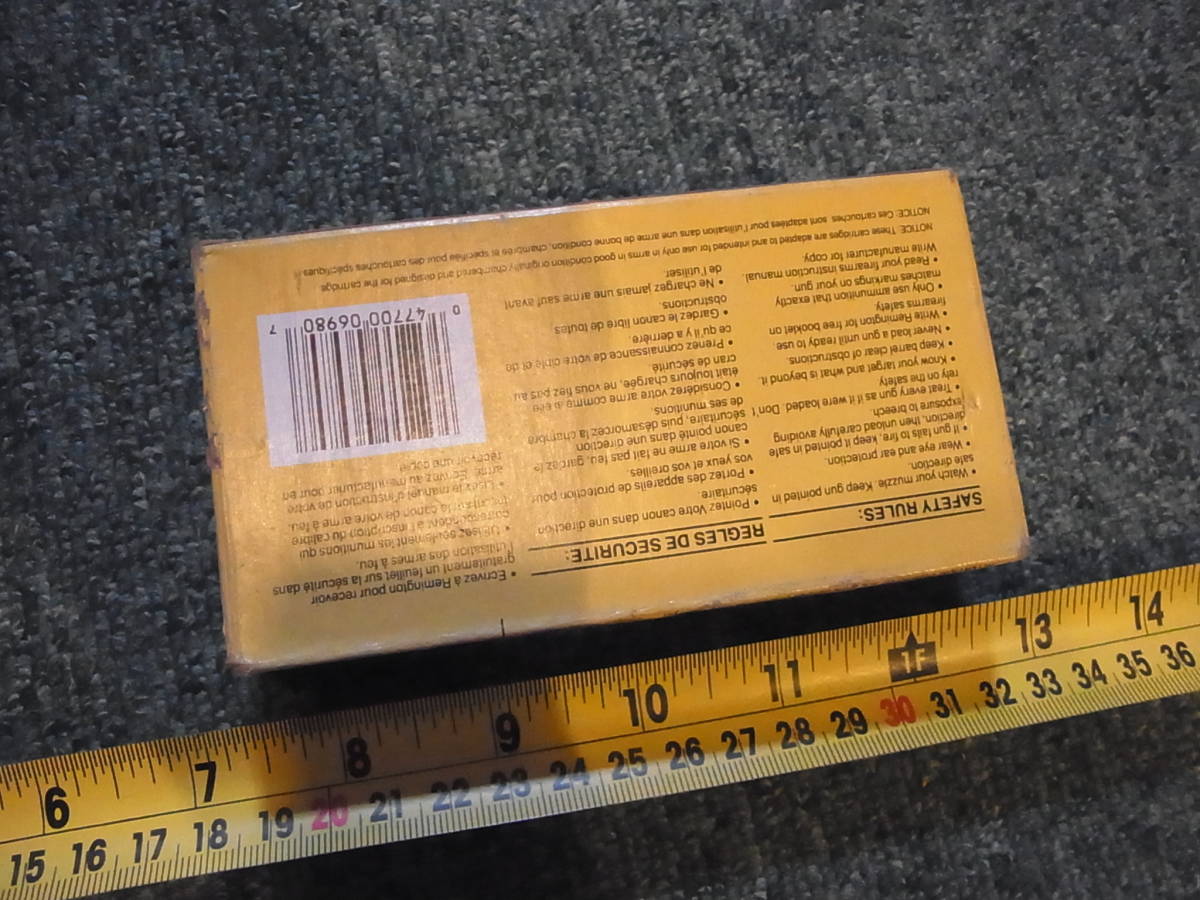 SAFETY RULES:
• Watch your muzzle. Keep gun pointed in
safe direction.
• Wear eye and ear protection.
• If gun fails to fire, keep it pointed in safe
direction, then unload carefully avoiding
exposure to breech.
• Treat every gun as if it were loaded. Don't
rely on the safety
• Know your target and what is beyond it.
• Keep barrel clear of obstructions.
• Never load a gun until ready to use.
• Write Remington for free booklet on
firearms safety.
• Only use ammunition that exactly
matches markings on your gun.
• Read your firearms instruction manual.
Write manufacturer for copy.
REGLES DE SECURITE:
• Pointez Votre canon dans une direction
sécuritaire.
• Portez des appareils de protection pour
vos yeux et vos oreilles.
• Si votre arme ne fait pas feu, gardez le
canon pointé dans une direction
sécuritaire, puis désamorcez la chambre
de ses munitions.
• Considérez votre arme comme si elle
était toujours chargée, ne vous fiez pas au
cran de sécurité.
• Prenez connaissance de votre cible et de
ce qu'il y a derrière.
• Gardez le canon libre de toutes
obstructions.
• Ne chargez jamais une arme sauf avant
de l'utiliser.
• Ecrivez à Remington pour recevoir
gratuitement un feuillet sur la sécurité dans
l'utilisation des armes à feu.
• Utilisez seulement les munitions qui
correspondent à l'inscription du calibre
sur la canon de votre arme à feu.
• Lisez le manuel d'instruction de votre
arme. Ecrivez au manufacturier pour en
recevoir une copie
0 47700 06980 7
NOTICE: These cartridges are adapted to and intended for use only in arms in good condition originally chambered and designed for the cartridge
NOTICE: Ces cartouches sont adaptées pour l'utilisation dans une arme de bonne condition, chambrée et spécifiée pour des cartouches spécifiques
6 7 8 9 10 11 1F 13 14
15 16 17 18 19 20 21 22 23 24 25 26 27 28 29 30 31 32 33 34 35 36